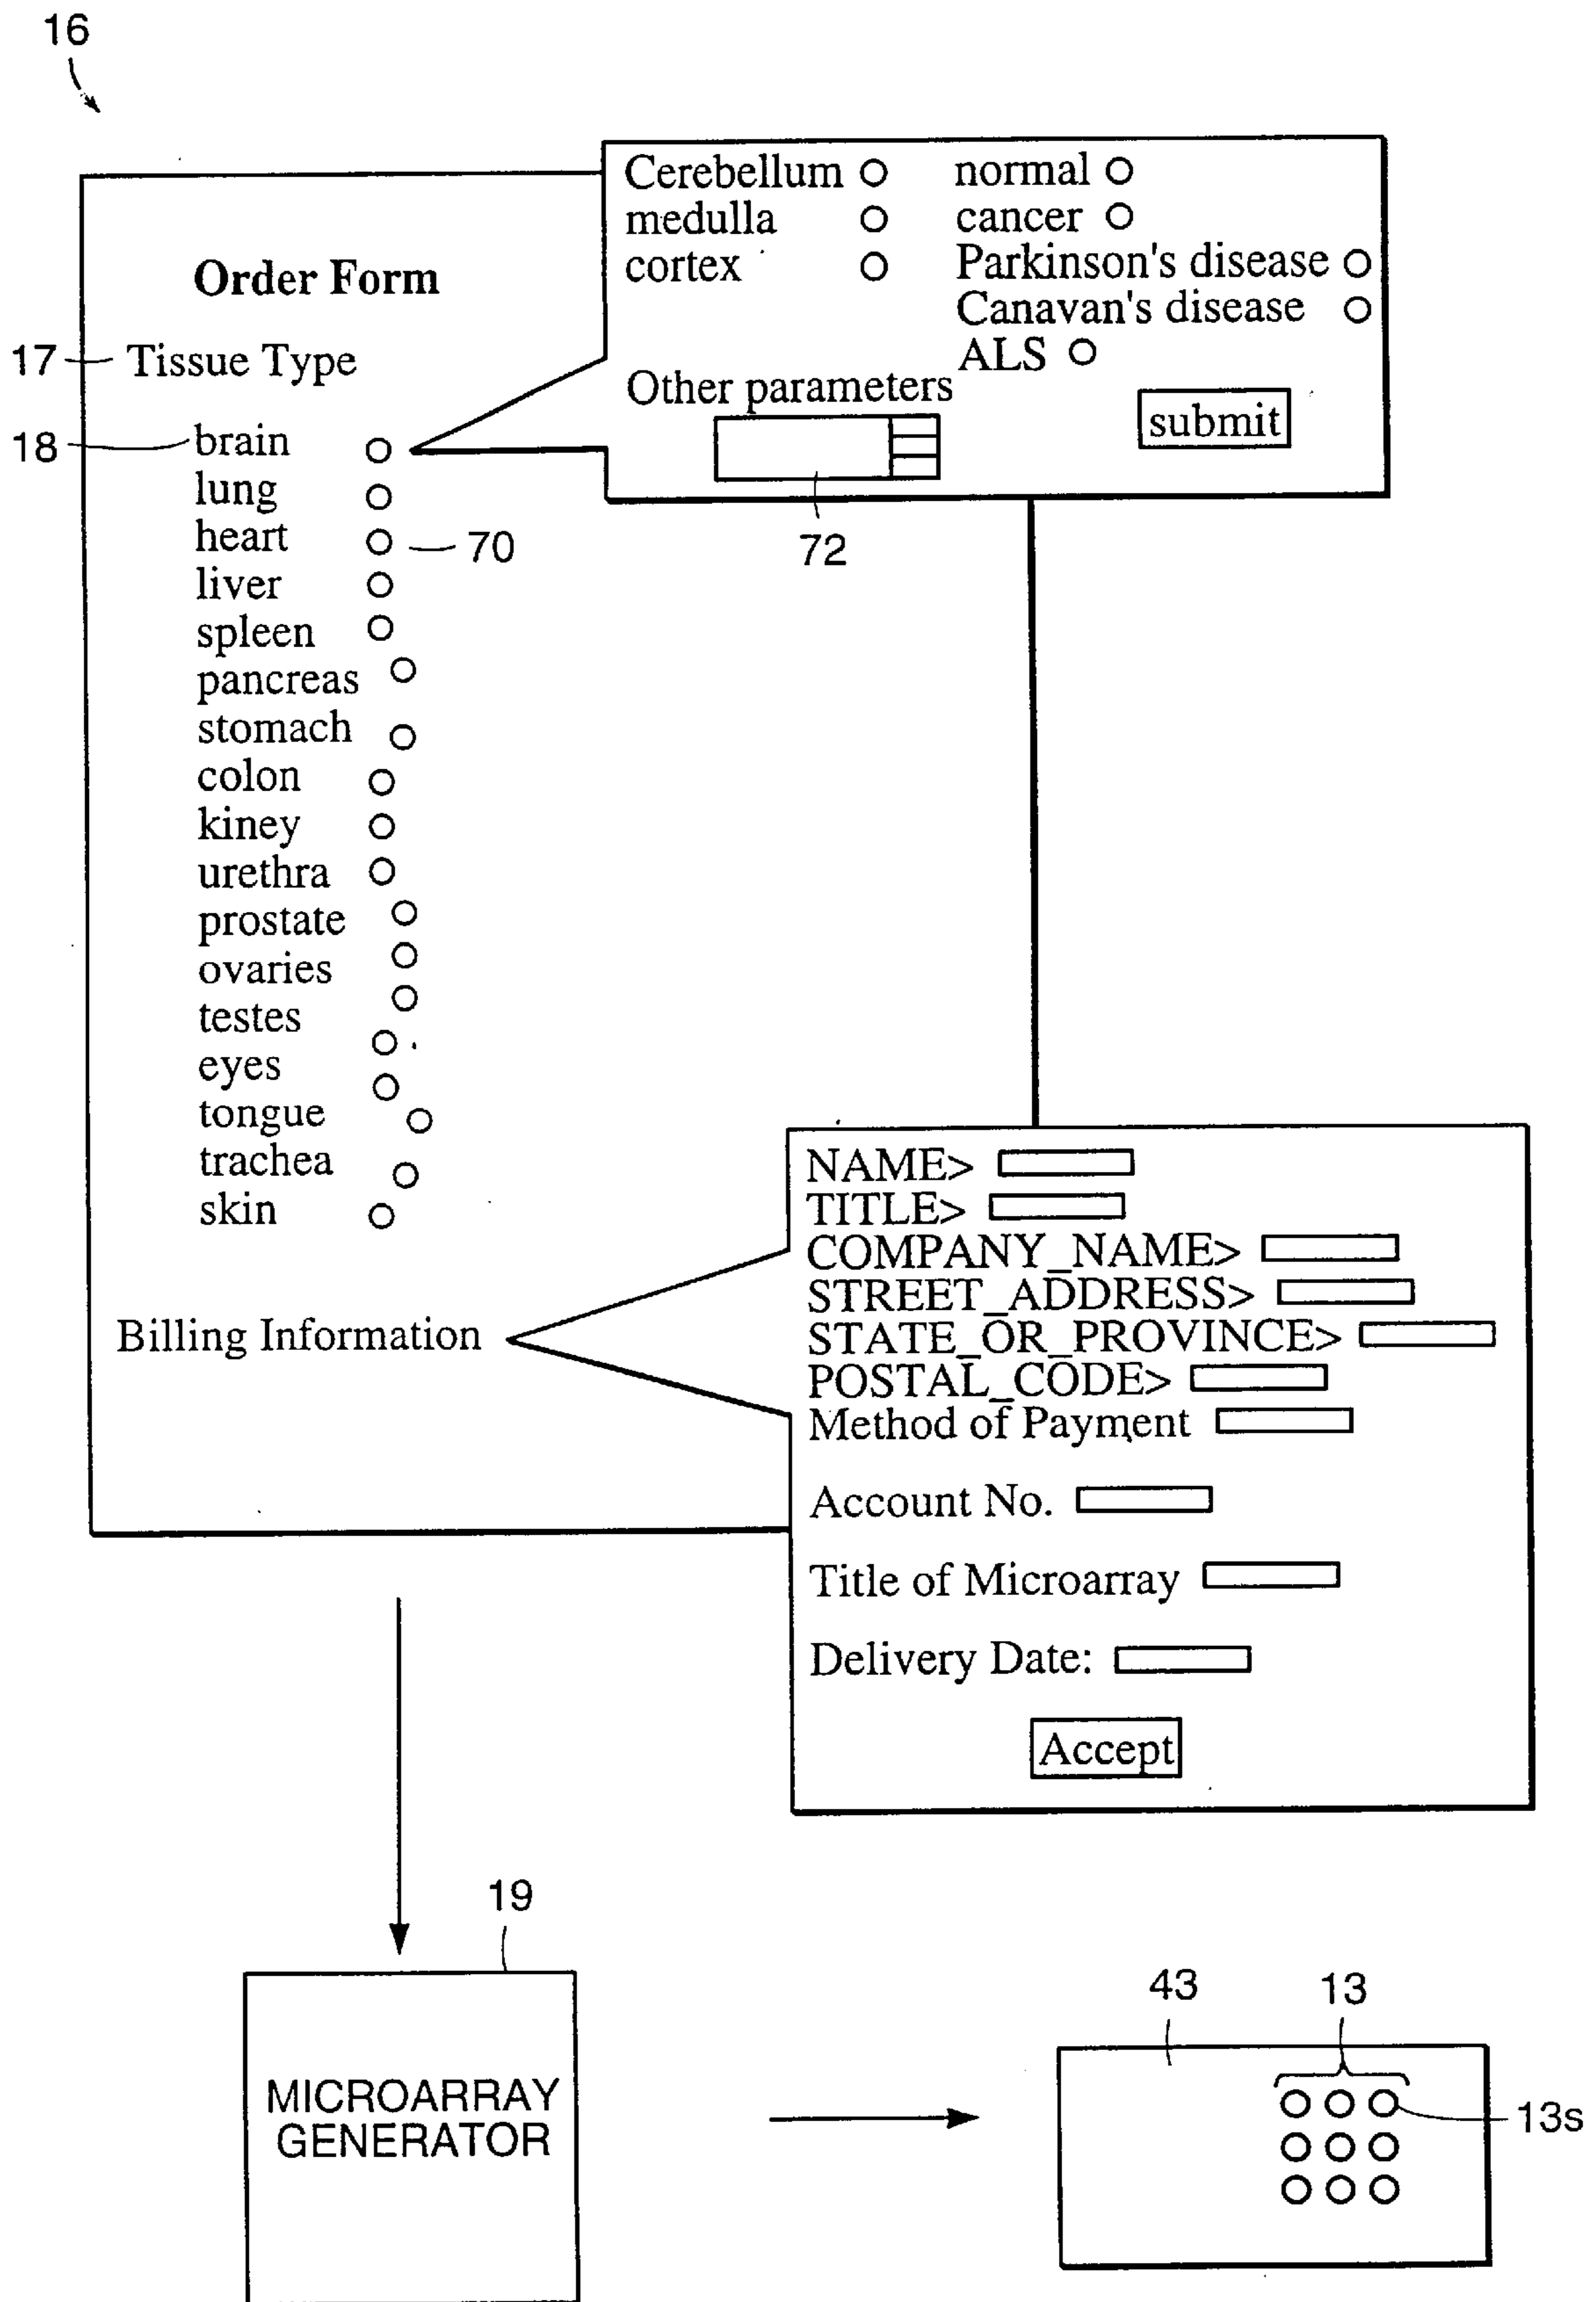 16
Order Form
17 Tissue Type
18 brain
lung
heart 70
liver
spleen
pancreas
stomach
colon
kiney
urethra
prostate
ovaries
testes
eyes
tongue
trachea
skin
Billing Information
Cerebellum
medulla
cortex
normal
cancer
Parkinson's disease
Canavan's disease
ALS
Other parameters
submit
72
NAME>
TITLE>
COMPANY_NAME>
STREET_ADDRESS>
STATE_OR_PROVINCE>
POSTAL_CODE>
Method of Payment
Account No.
Title of Microarray
Delivery Date:
Accept
19
MICROARRAY
GENERATOR
43 13
13s